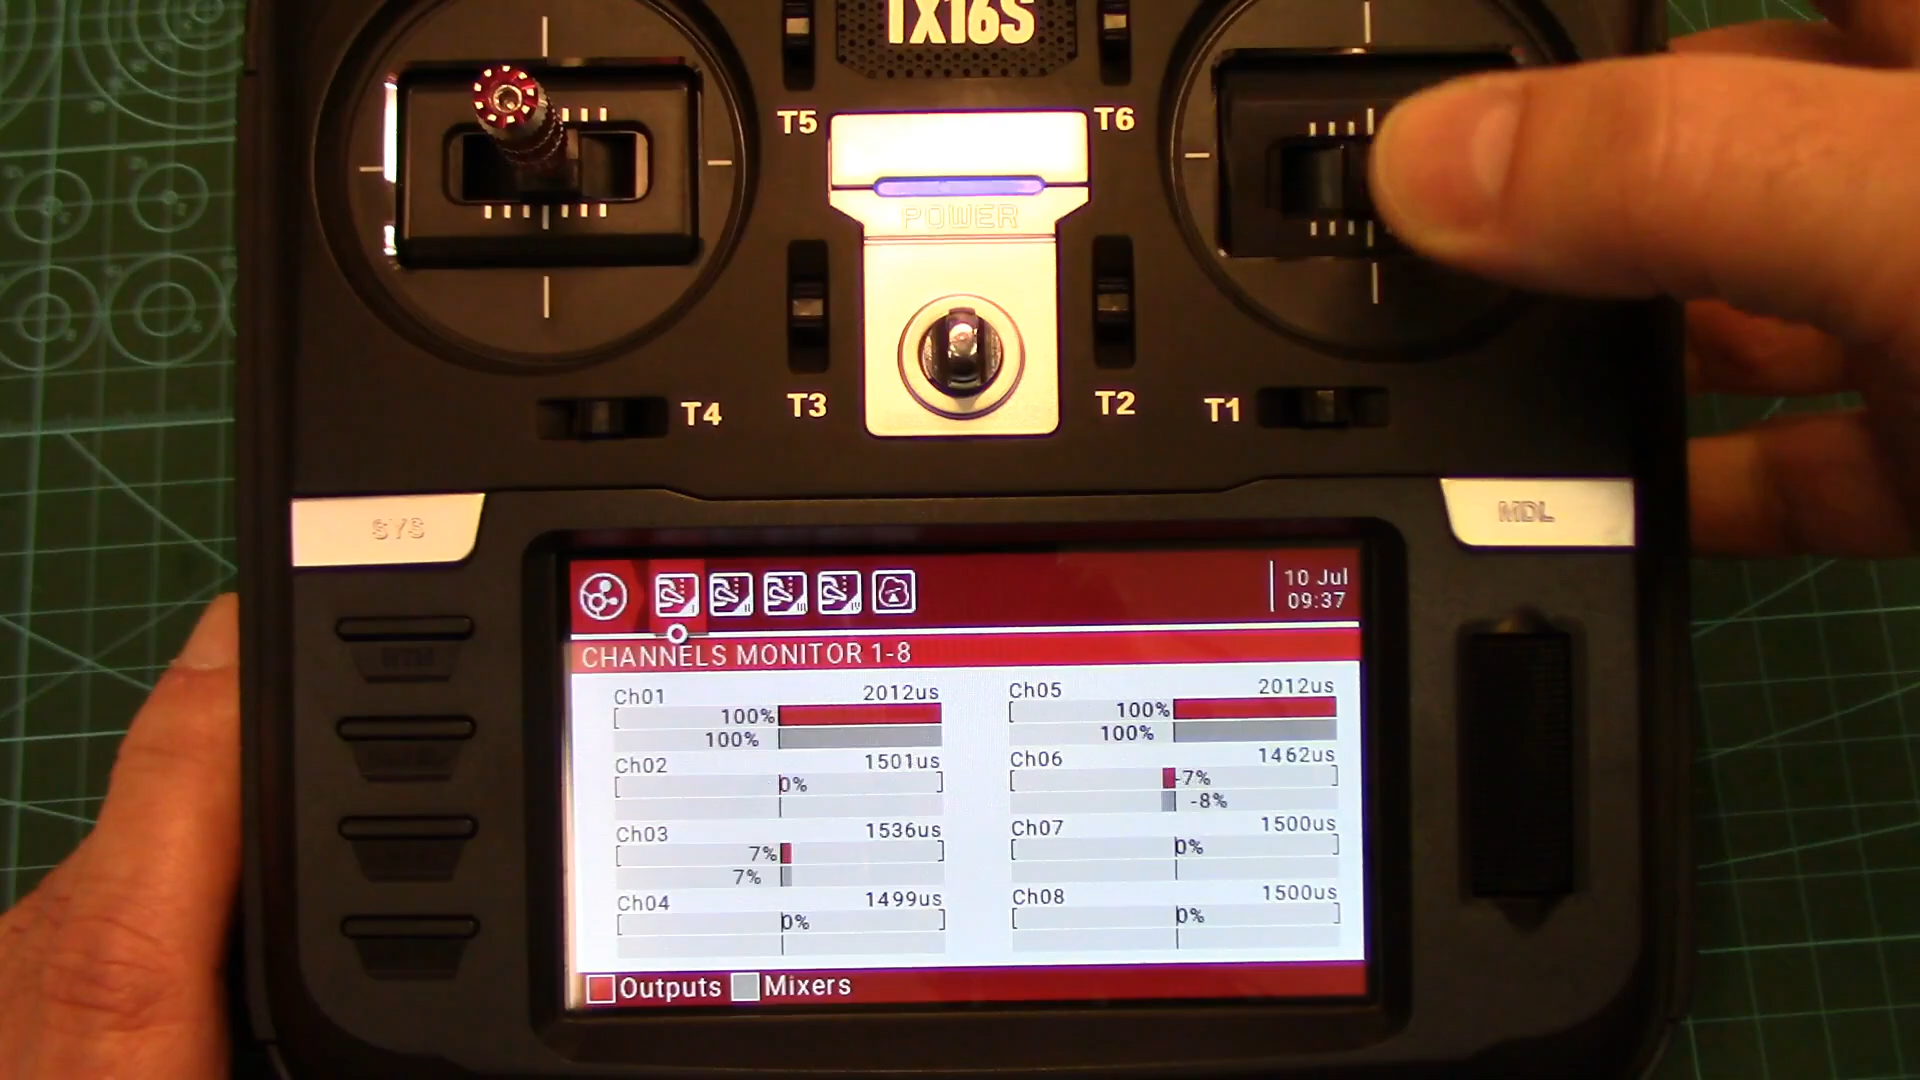 TX16S
T5
T6
POWER
T4
T3
T2
T1
SYS
MDL
10 Jul
09:37
CHANNELS MONITOR 1-8
Ch01 2012us
100%
100%
Ch02 1501us
0%
Ch03 1536us
7%
7%
Ch04 1499us
0%
Ch05 2012us
100%
100%
Ch06 1462us
-7%
-8%
Ch07 1500us
0%
Ch08 1500us
0%
Outputs Mixers